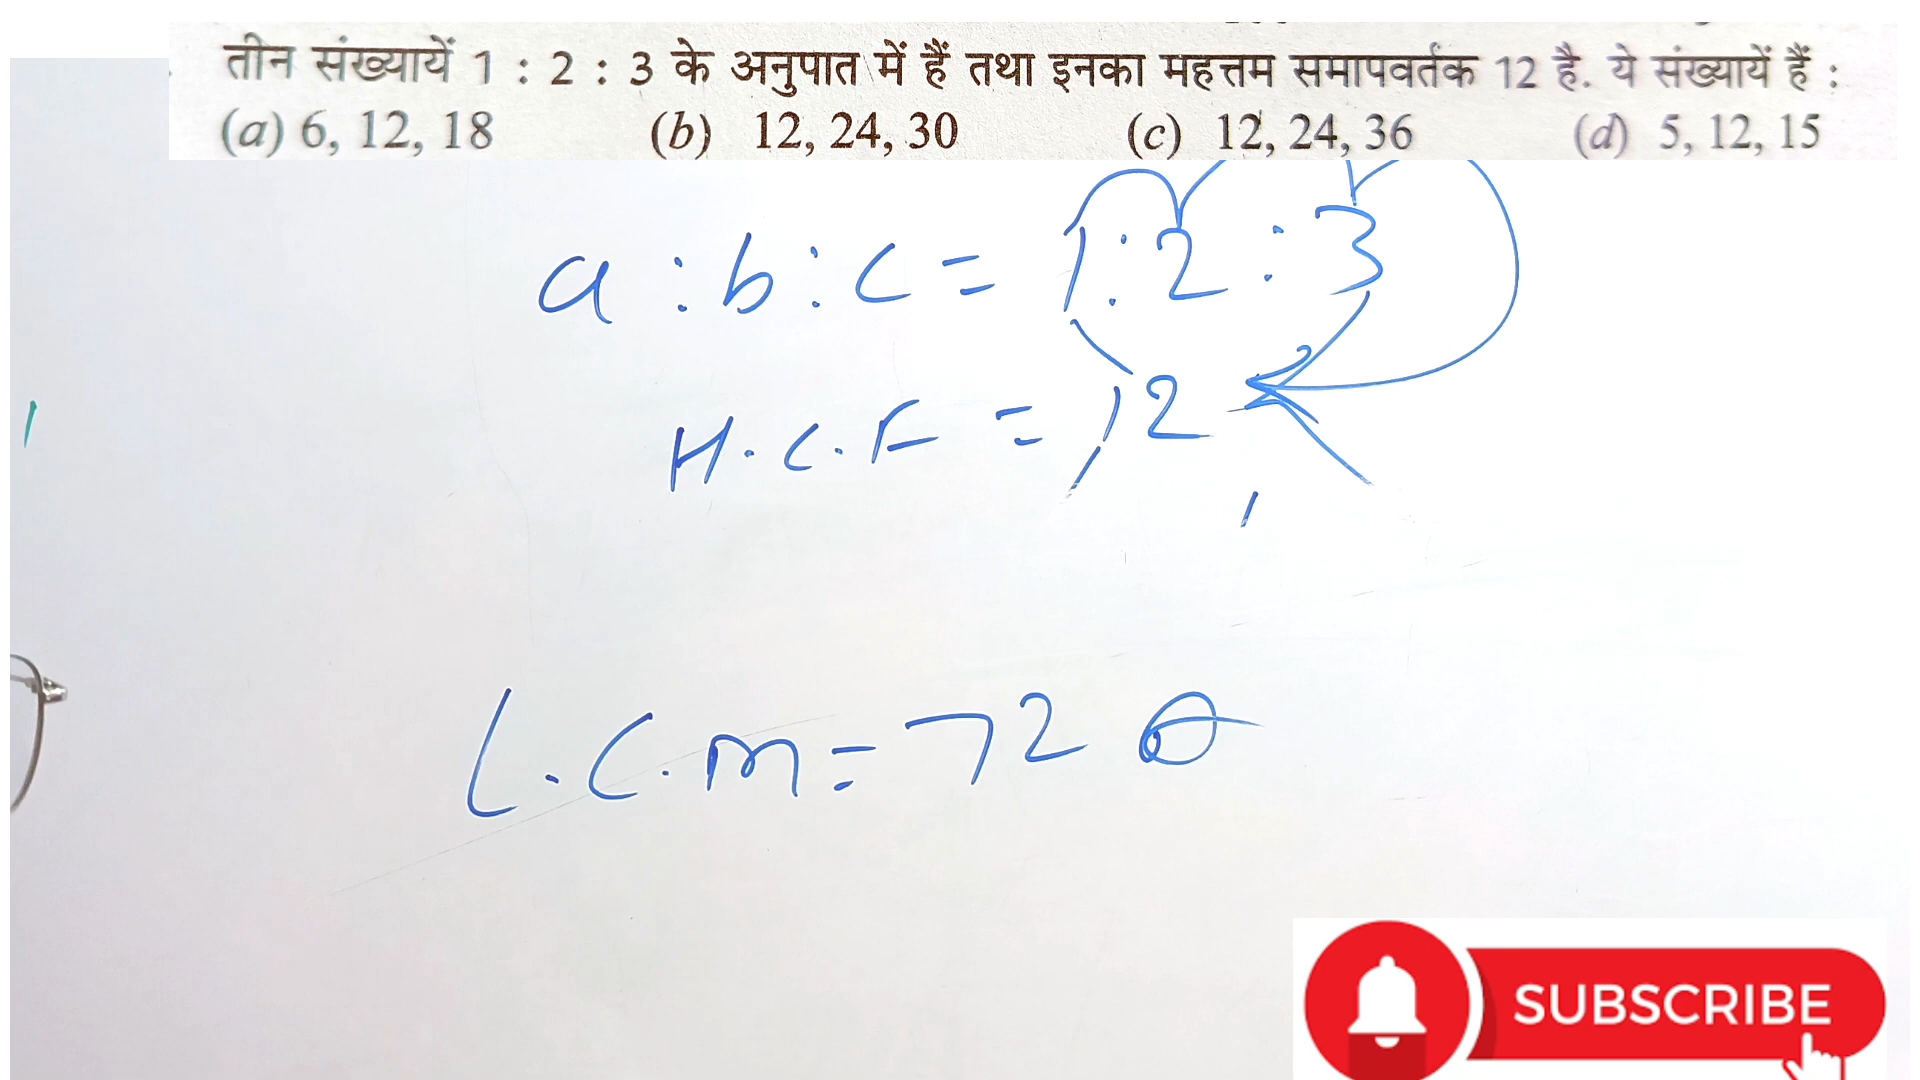 तीन संख्यायें 1 : 2 : 3 के अनुपात में हैं तथा इनका महत्तम समापवर्तक 12 है. ये संख्यायें हैं :
(a) 6, 12, 18 (b) 12, 24, 30 (c) 12, 24, 36 (d) 5, 12, 15
a : b : c = 1 : 2 : 3
H.C.F = 12
L.C.M = 72
SUBSCRIBE